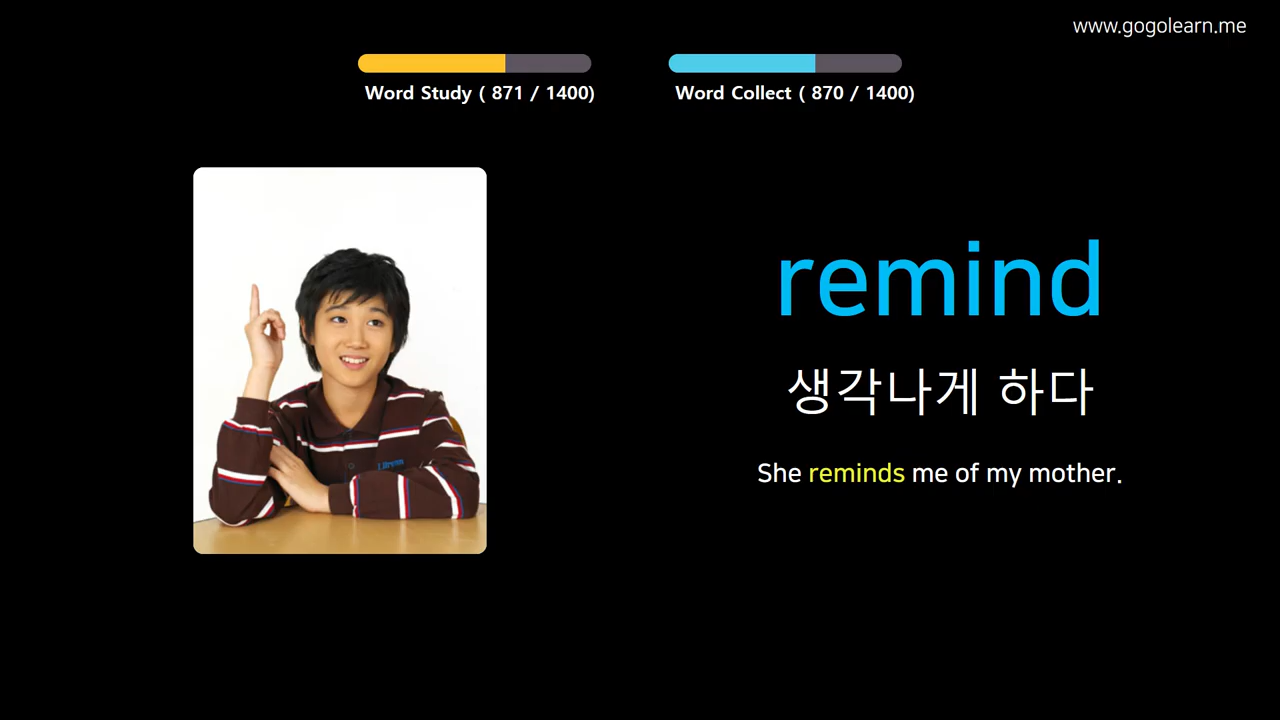 www.gogolearn.me
Word Study ( 871 / 1400)
Word Collect ( 870 / 1400)
remind
생각나게 하다
She reminds me of my mother.